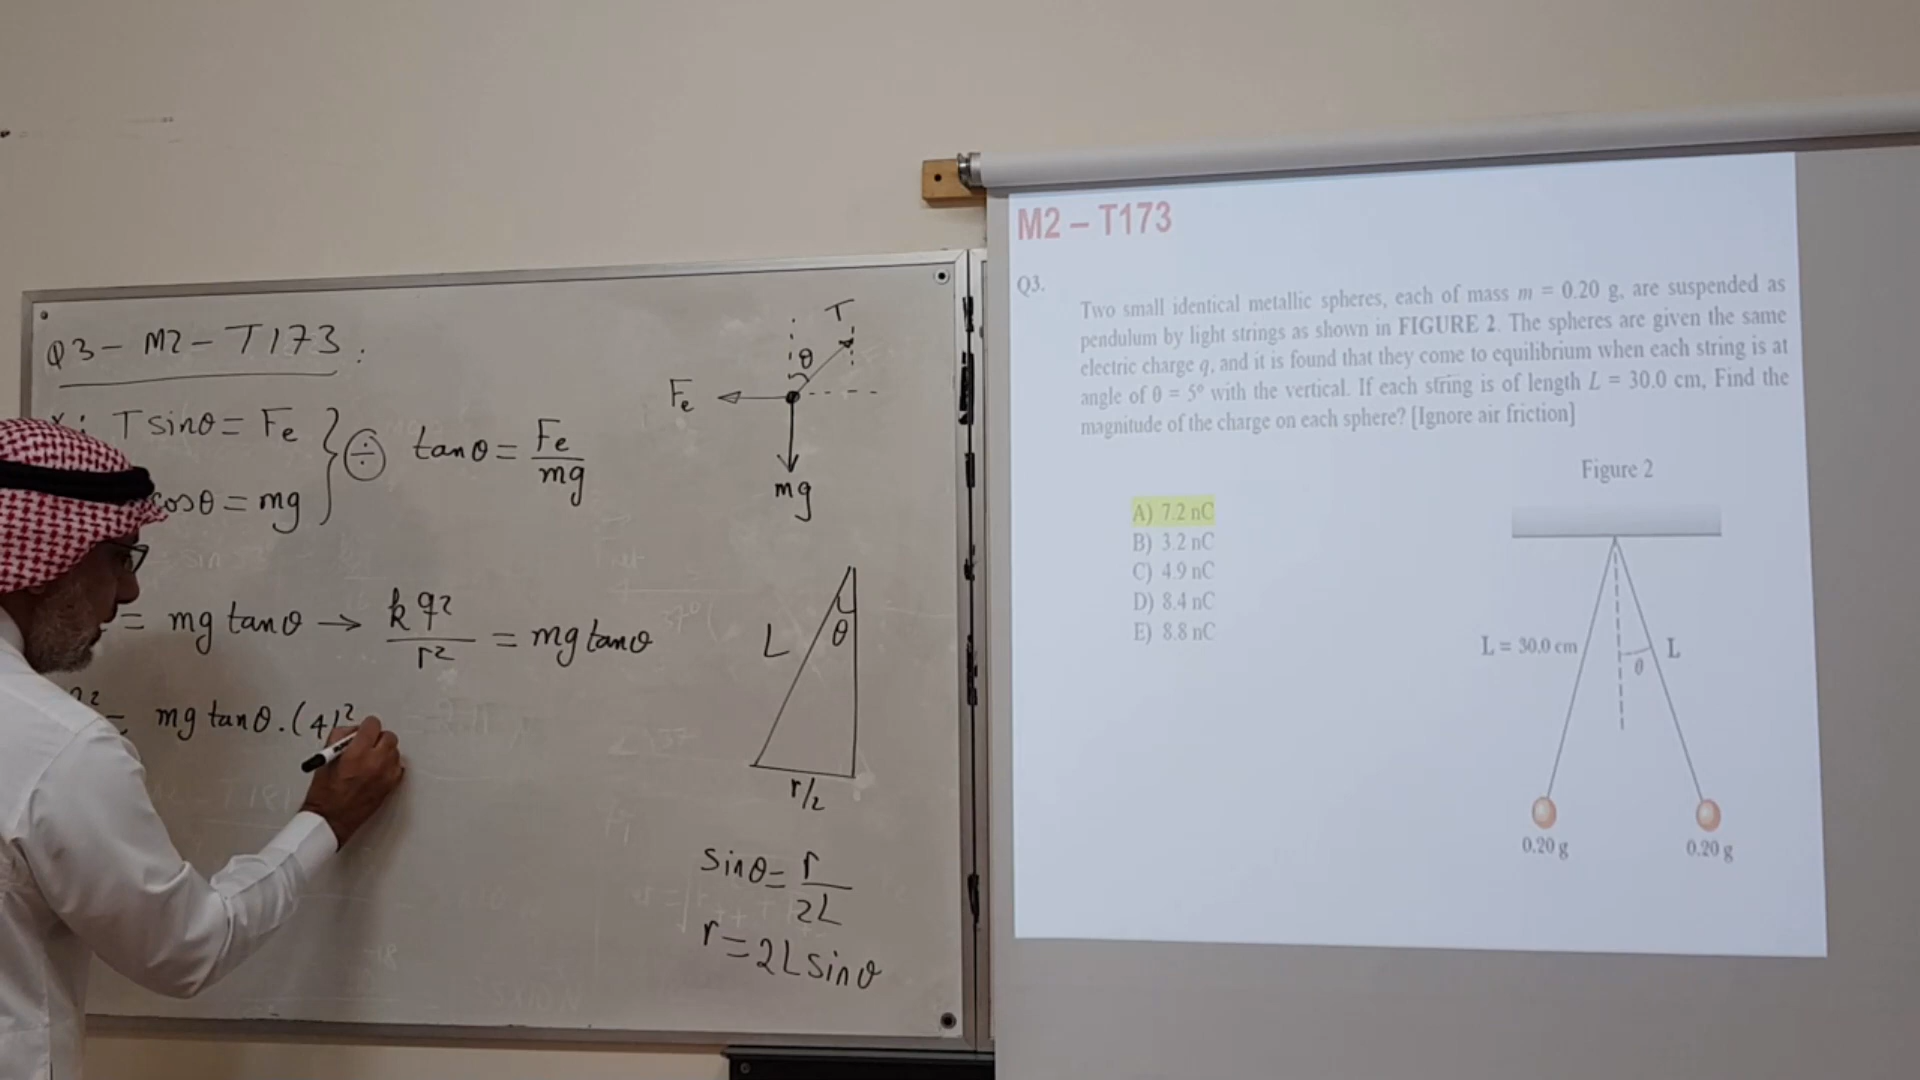 Q3 – M2 – T173 :
T sinθ = Fe
cosθ = mg
÷ tanθ = Fe / mg
= mg tanθ → kq² / r² = mg tanθ
= mg tanθ . (4L²
T
θ
Fe
mg
L
θ
r/2
sinθ = r / 2L
r = 2L sinθ
M2 – T173
Q3.
Two small identical metallic spheres, each of mass m = 0.20 g, are suspended as
pendulum by light strings as shown in FIGURE 2. The spheres are given the same
electric charge q, and it is found that they come to equilibrium when each string is at
angle of θ = 5° with the vertical. If each string is of length L = 30.0 cm, Find the
magnitude of the charge on each sphere? [Ignore air friction]
A) 7.2 nC
B) 3.2 nC
C) 4.9 nC
D) 8.4 nC
E) 8.8 nC
Figure 2
L = 30.0 cm
θ
L
0.20 g
0.20 g